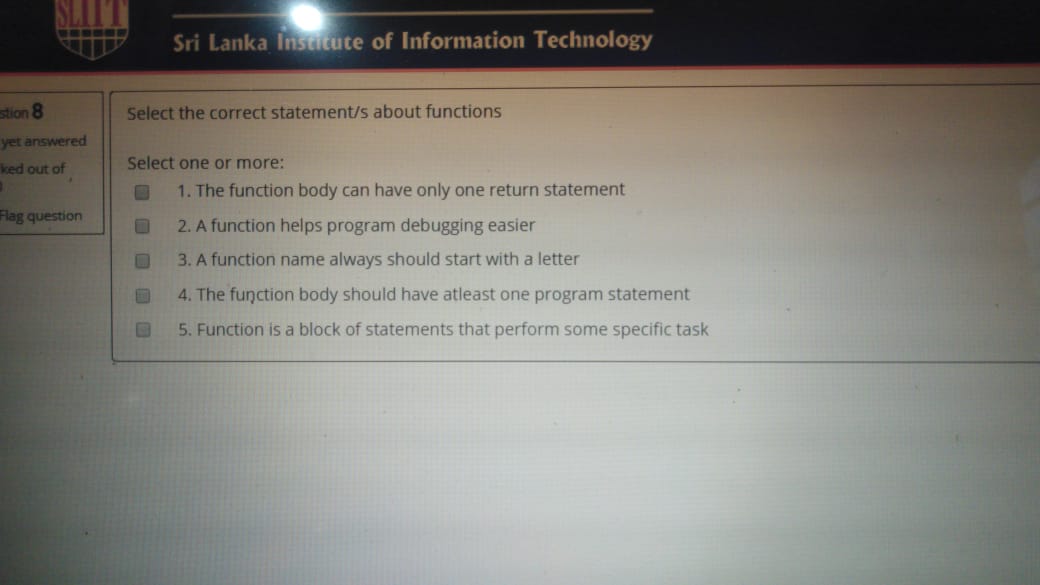 SLIIT
Sri Lanka Institute of Information Technology
stion 8
yet answered
ked out of
Flag question
Select the correct statement/s about functions
Select one or more:
1. The function body can have only one return statement
2. A function helps program debugging easier
3. A function name always should start with a letter
4. The function body should have atleast one program statement
5. Function is a block of statements that perform some specific task